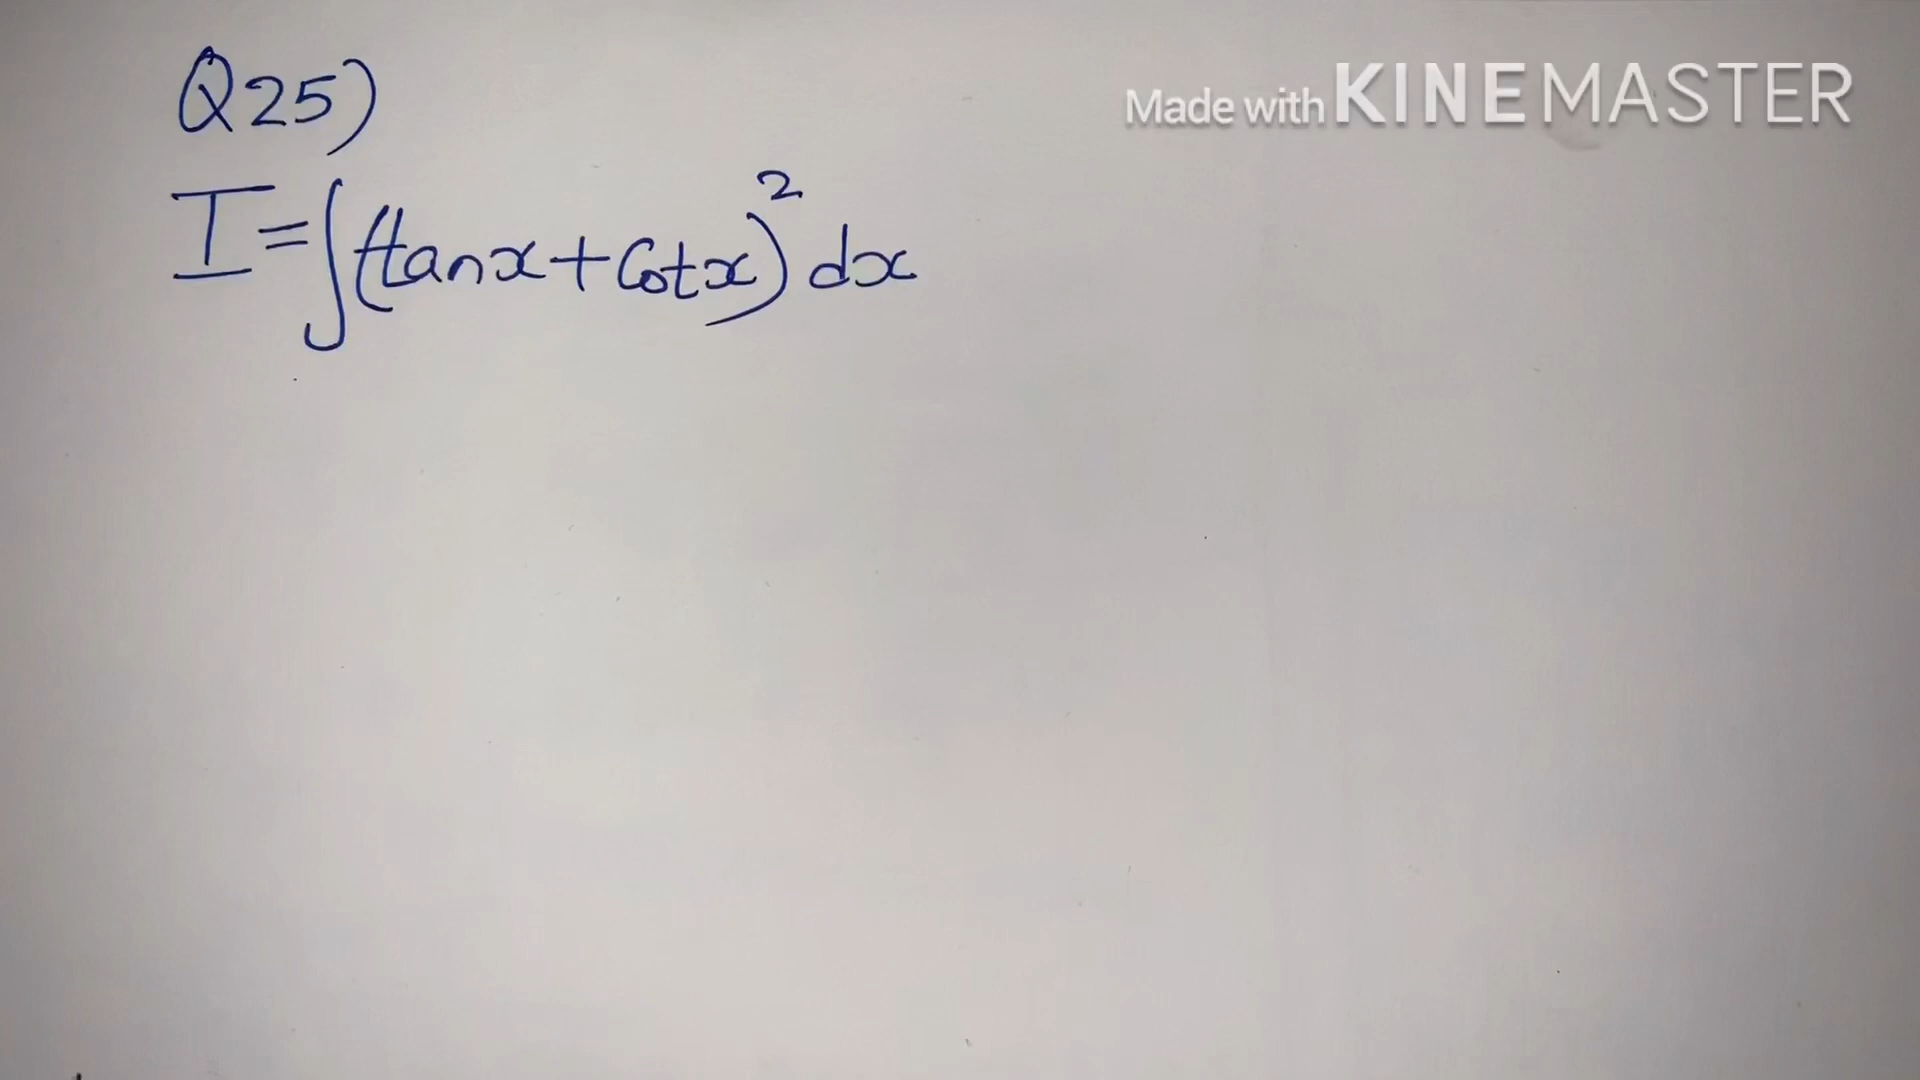 Q25)
Made with KINEMASTER
I = ∫(tanx + Cotx)² dx